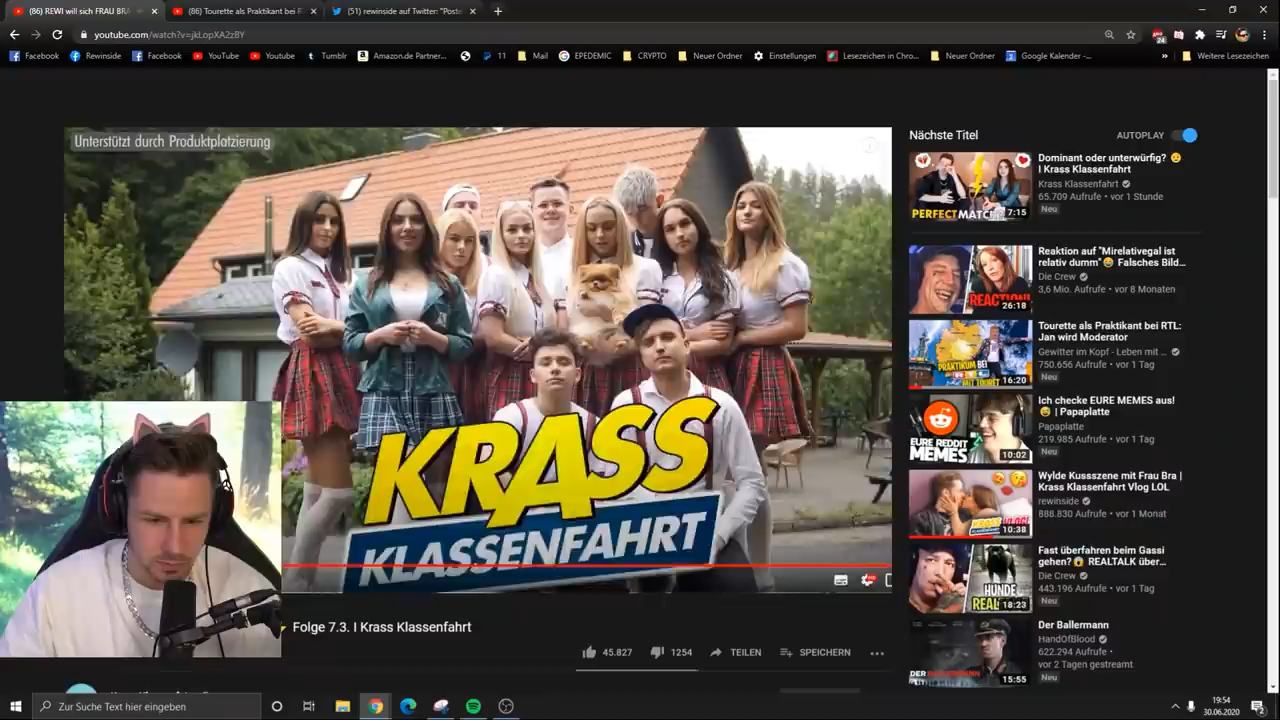 (86) REWI will sich FRAU BRA
(86) Tourette als Praktikant bei R
(51) rewinside auf Twitter: "Poste
youtube.com/watch?v=jkLopXA2zBY
Facebook
Rewinside
Facebook
YouTube
Youtube
Tumblr
Amazon.de Partner...
11
Mail
EPEDEMIC
CRYPTO
Neuer Ordner
Einstellungen
Lesezeichen in Chro...
Neuer Ordner
Google Kalender -...
Weitere Lesezeichen
Unterstützt durch Produktplatzierung
KRASS
KLASSENFAHRT
Folge 7.3. I Krass Klassenfahrt
45.827
1254
TEILEN
SPEICHERN
Nächste Titel
AUTOPLAY
PERFECTMATCH
7:15
Dominant oder unterwürfig?
I Krass Klassenfahrt
Krass Klassenfahrt
65.709 Aufrufe • vor 1 Stunde
Neu
REACTION!
26:18
Reaktion auf "Mirelativegal ist
relativ dumm" Falsches Bild...
Die Crew
3,6 Mio. Aufrufe • vor 8 Monaten
PRAKTIKUM BEI
RTL
MIT TOURET
16:20
Tourette als Praktikant bei RTL:
Jan wird Moderator
Gewitter im Kopf - Leben mit ...
750.656 Aufrufe • vor 1 Tag
Neu
EURE REDDIT
MEMES
10:02
Ich checke EURE MEMES aus!
| Papaplatte
Papaplatte
219.985 Aufrufe • vor 1 Tag
Neu
KRASS VLOG!
10:38
Wylde Kussszene mit Frau Bra |
Krass Klassenfahrt Vlog LOL
rewinside
888.830 Aufrufe • vor 1 Monat
HUNDE
REAL
18:23
Fast überfahren beim Gassi
gehen? REALTALK über...
Die Crew
443.196 Aufrufe • vor 1 Tag
Neu
15:55
Der Ballermann
HandOfBlood
622.294 Aufrufe •
vor 2 Tagen gestreamt
Neu
Zur Suche Text hier eingeben
19:54
30.06.2020